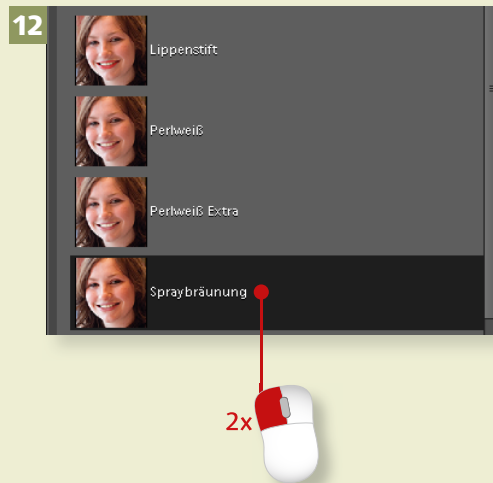 12
Lippenstift
Perlweiß
Perlweiß Extra
Spraybräunung
2x